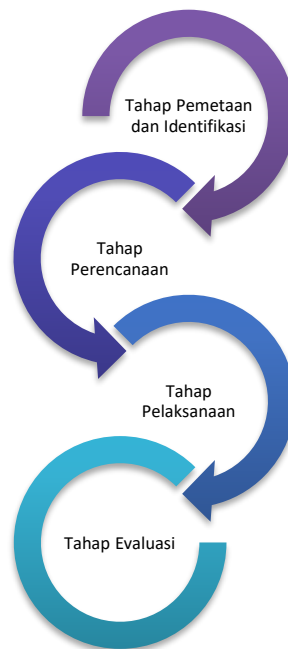 Tahap Pemetaan
dan Identifikasi
Tahap
Perencanaan
Tahap
Pelaksanaan
Tahap Evaluasi